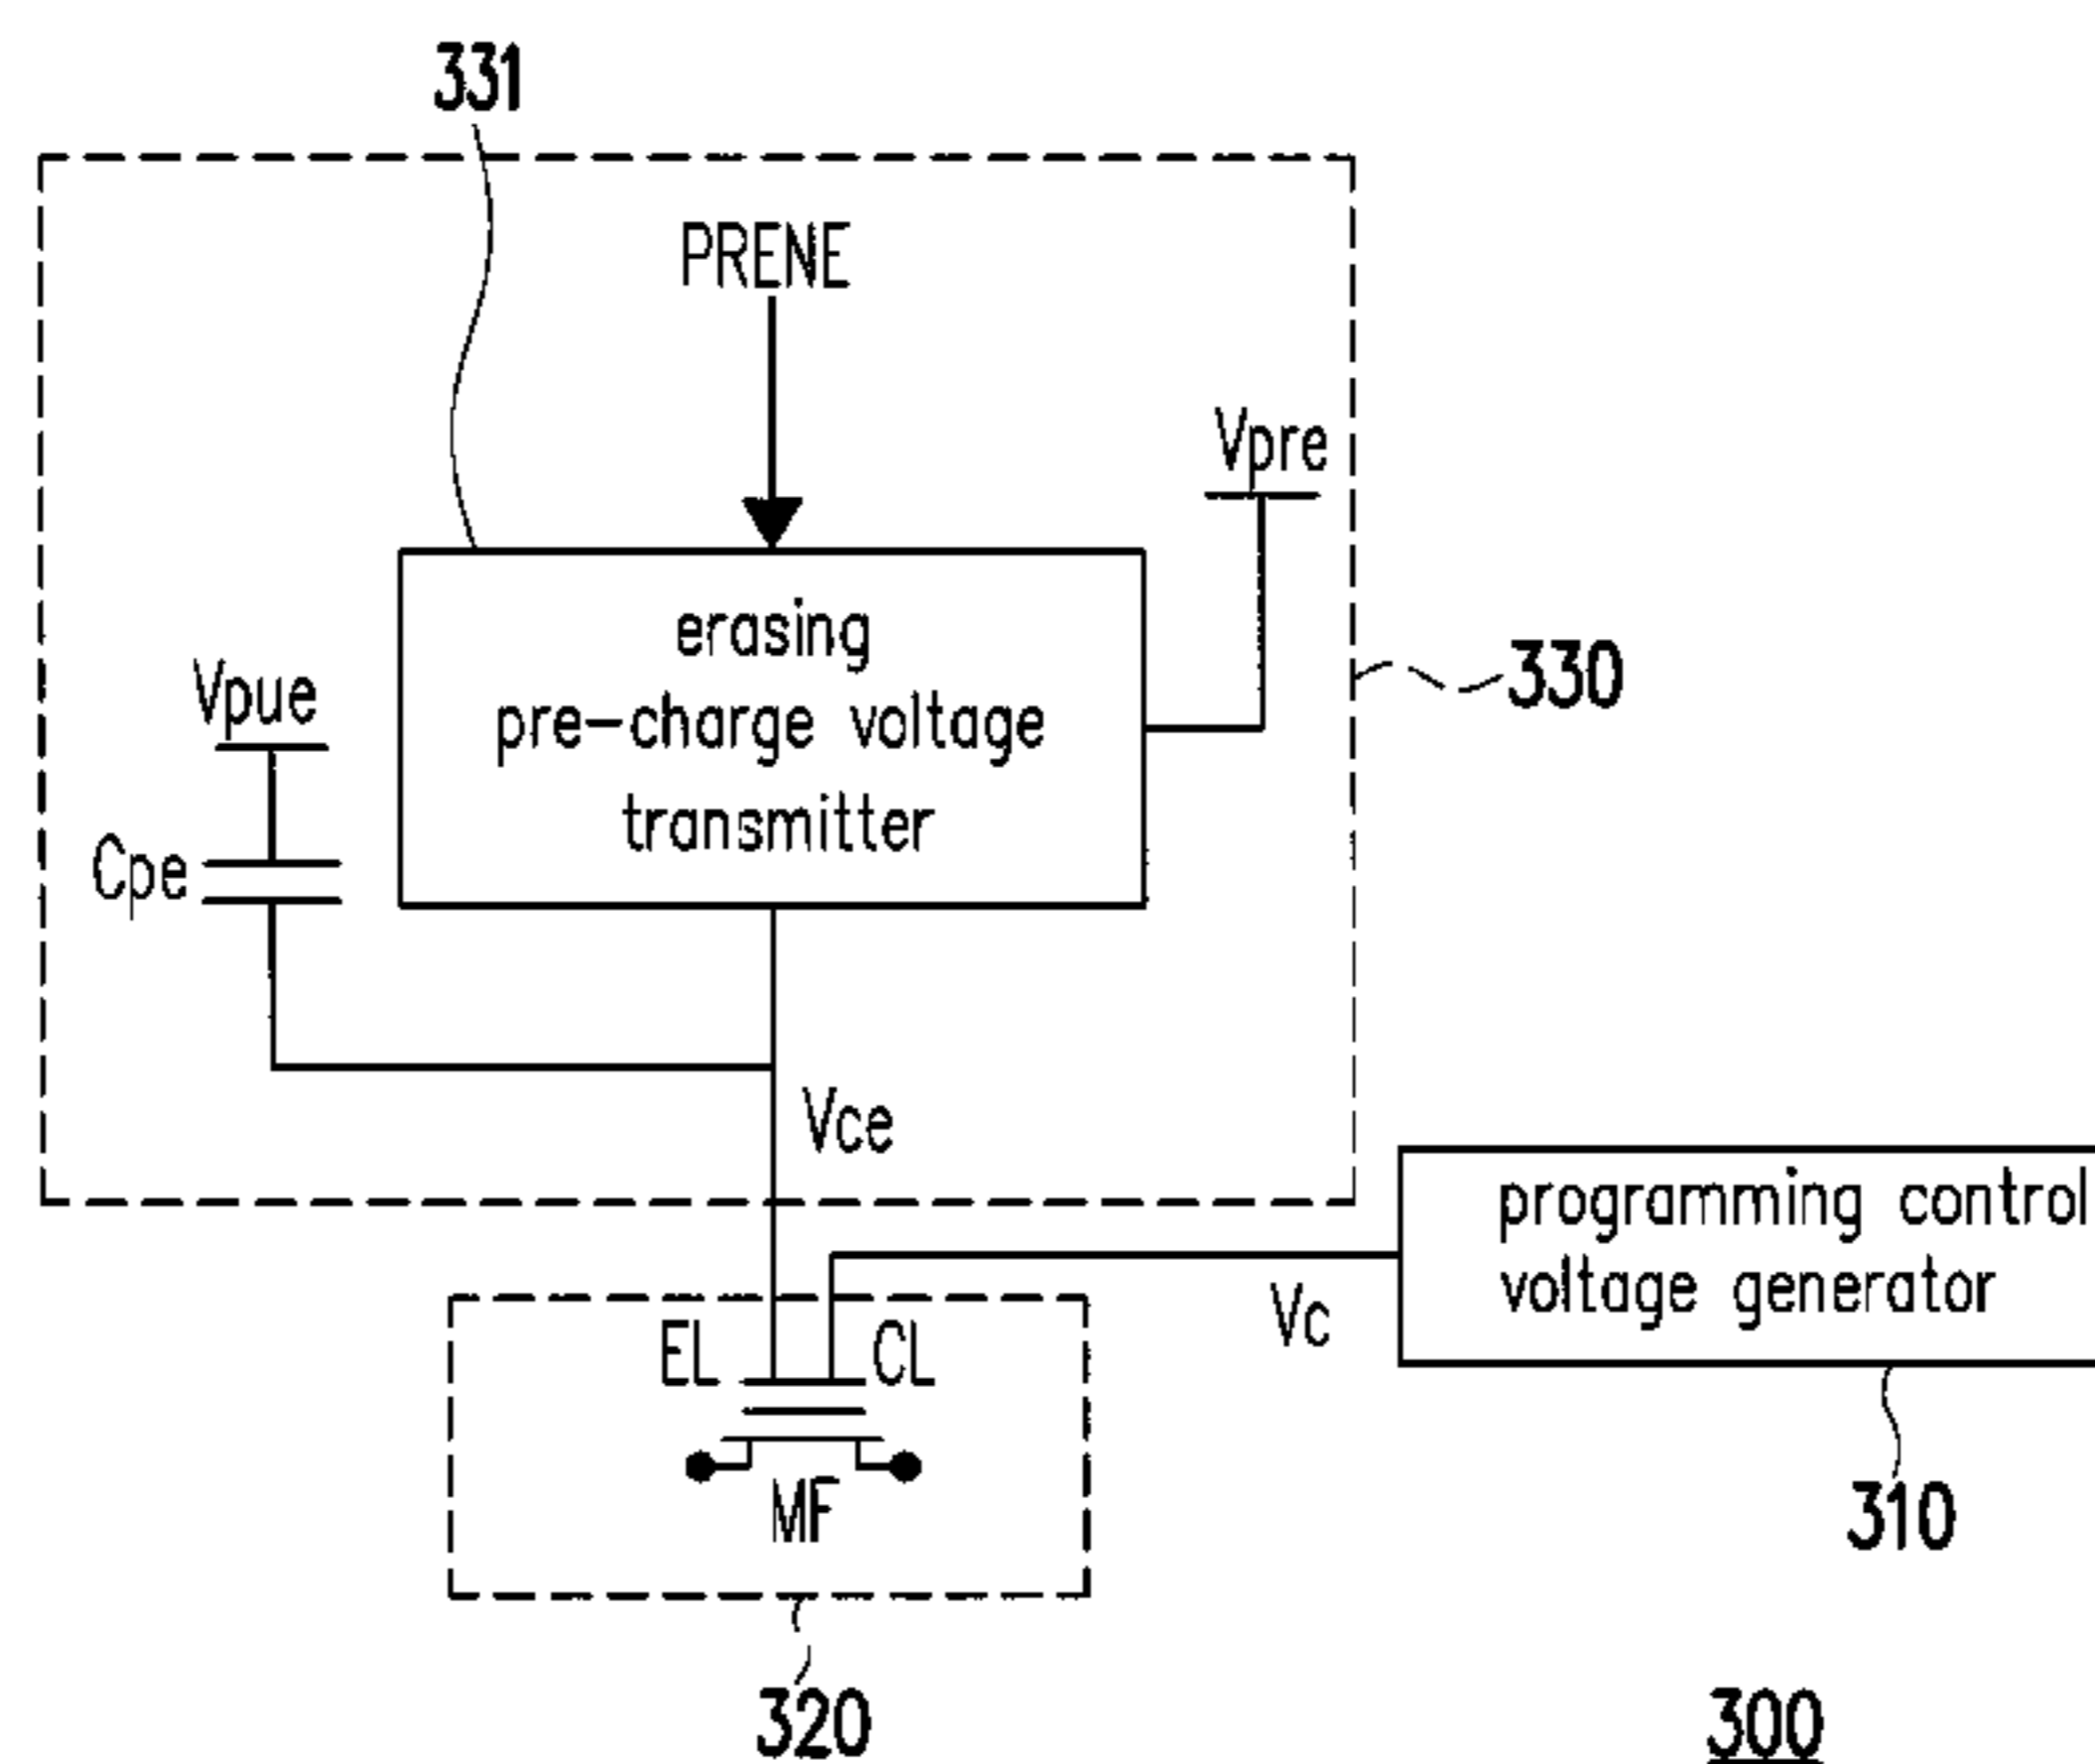 331
PRENE
Vpre
erasing
pre-charge voltage
transmitter
330
Vpue
Cpe
Vce
programming control
voltage generator
Vc
EL
CL
MF
310
320
300